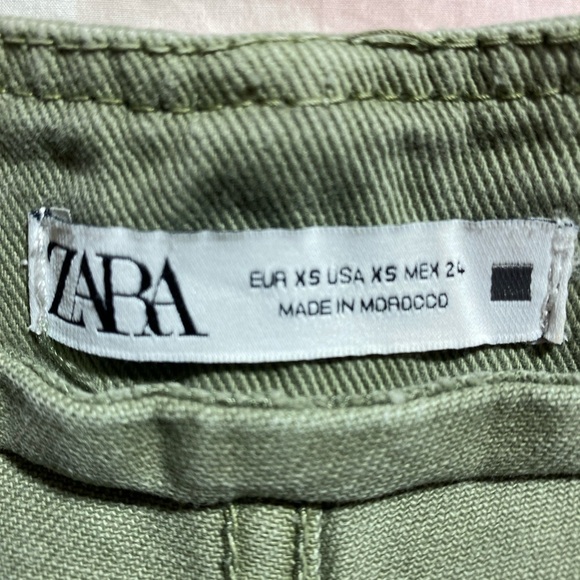 ZARA
EUR XS USA XS MEX 24
MADE IN MOROCCO